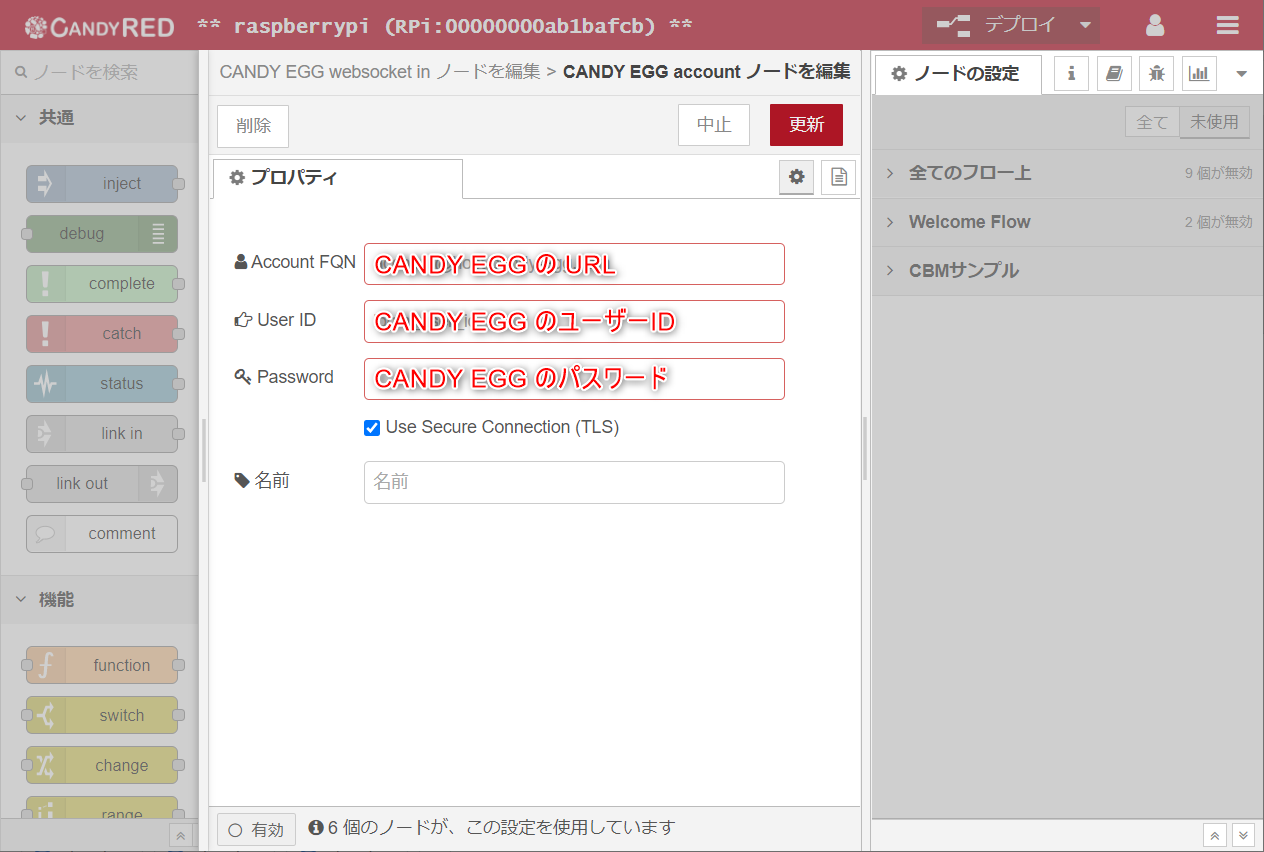 CANDYRED ** raspberrypi (RPi:00000000ab1bafcb) ** デプロイ
ノードを検索
共通
inject
debug
complete
catch
status
link in
link out
comment
機能
function
switch
change
range
CANDY EGG websocket in ノードを編集 > CANDY EGG account ノードを編集
削除 中止 更新
プロパティ
Account FQN CANDY EGG の URL
User ID CANDY EGG のユーザーID
Password CANDY EGG のパスワード
Use Secure Connection (TLS)
名前 名前
有効 6 個のノードが、この設定を使用しています
ノードの設定
全て 未使用
全てのフロー上 9 個が無効
Welcome Flow 2 個が無効
CBMサンプル